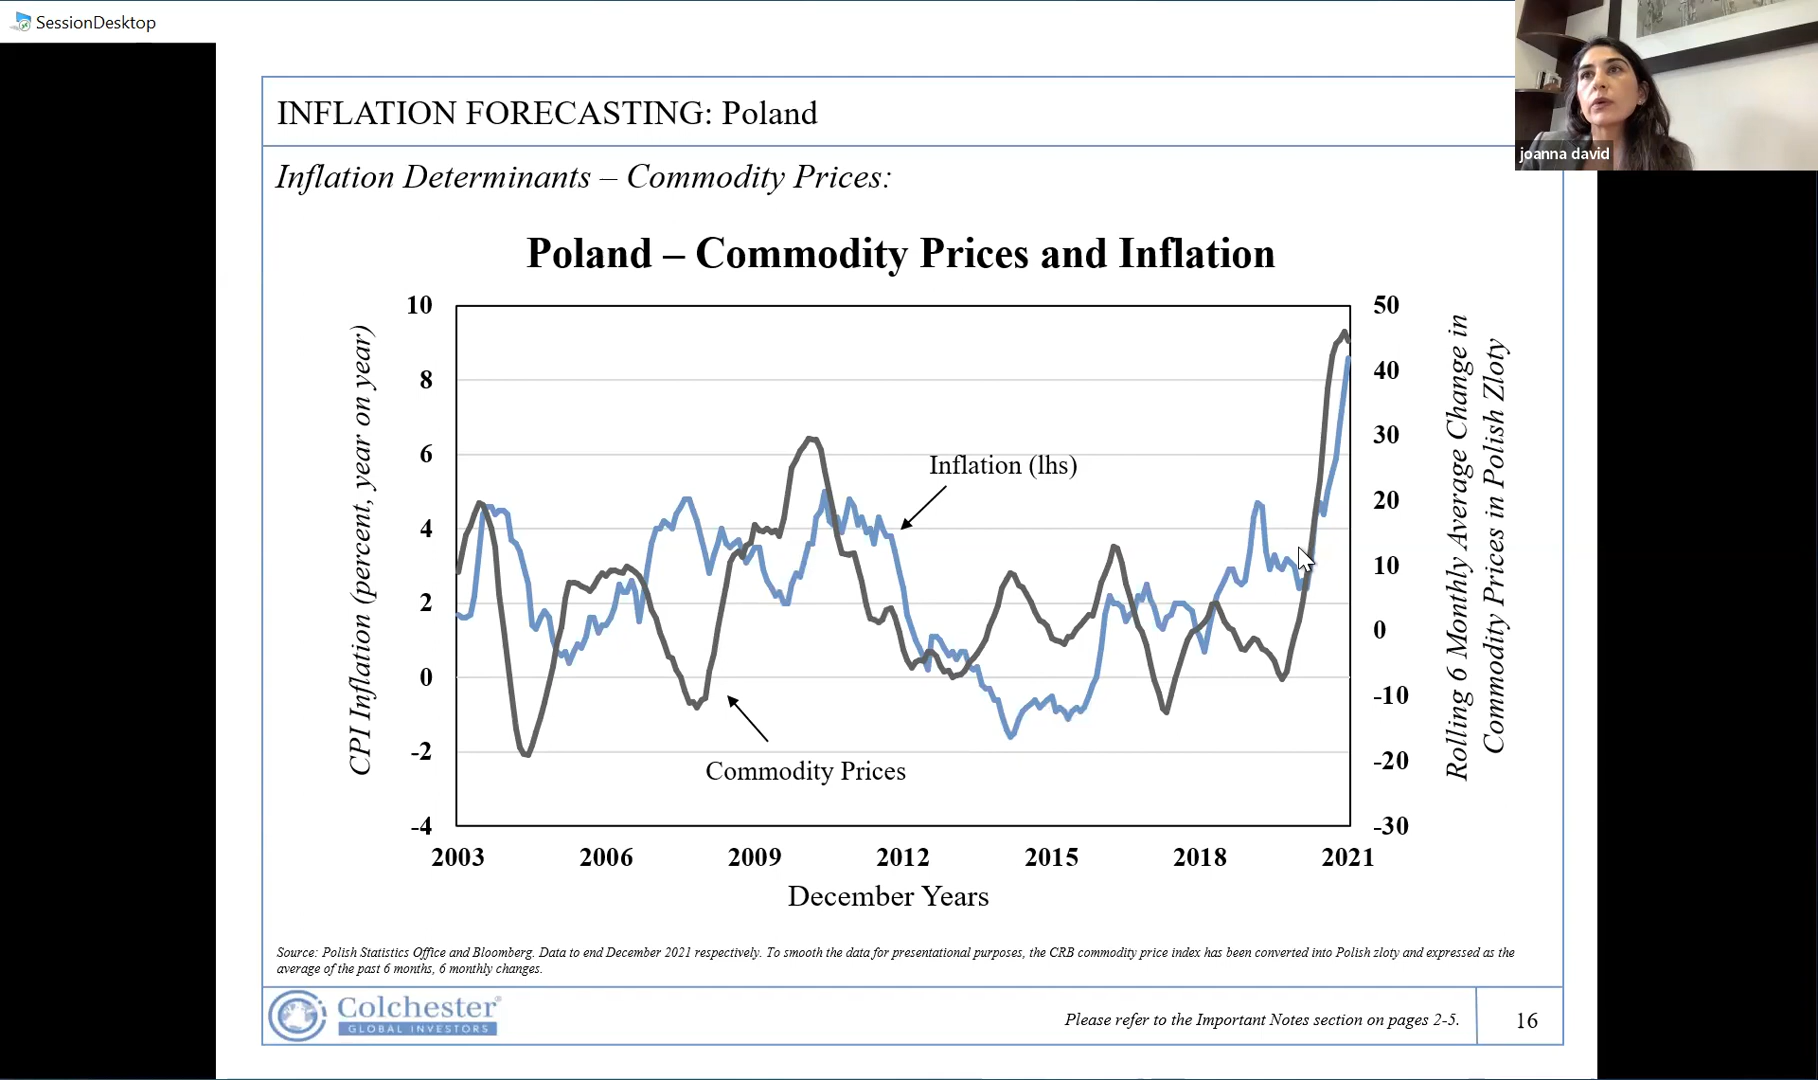 SessionDesktop
joanna david
INFLATION FORECASTING: Poland
Inflation Determinants – Commodity Prices:
Poland – Commodity Prices and Inflation
CPI Inflation (percent, year on year)
10
8
6
4
2
0
-2
-4
Inflation (lhs)
Commodity Prices
50
40
30
20
10
0
-10
-20
-30
Rolling 6 Monthly Average Change in
Commodity Prices in Polish Zloty
2003 2006 2009 2012 2015 2018 2021
December Years
Source: Polish Statistics Office and Bloomberg. Data to end December 2021 respectively. To smooth the data for presentational purposes, the CRB commodity price index has been converted into Polish zloty and expressed as the
average of the past 6 months, 6 monthly changes.
Colchester®
GLOBAL INVESTORS
Please refer to the Important Notes section on pages 2-5.
16